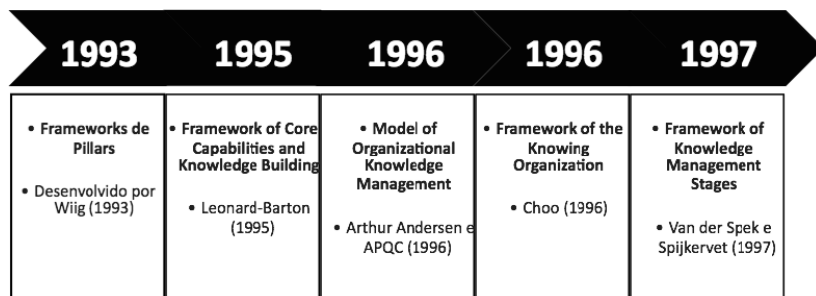 1993
1995
1996
1996
1997
• Frameworks de
Pillars
• Desenvolvido por
Wiig (1993)
• Framework of Core
Capabilities and
Knowledge Building
• Leonard-Barton
(1995)
• Model of
Organizational
Knowledge
Management
• Arthur Andersen e
APQC (1996)
• Framework of the
Knowing
Organization
• Choo (1996)
• Framework of
Knowledge
Management
Stages
• Van der Spek e
Spijkervet (1997)